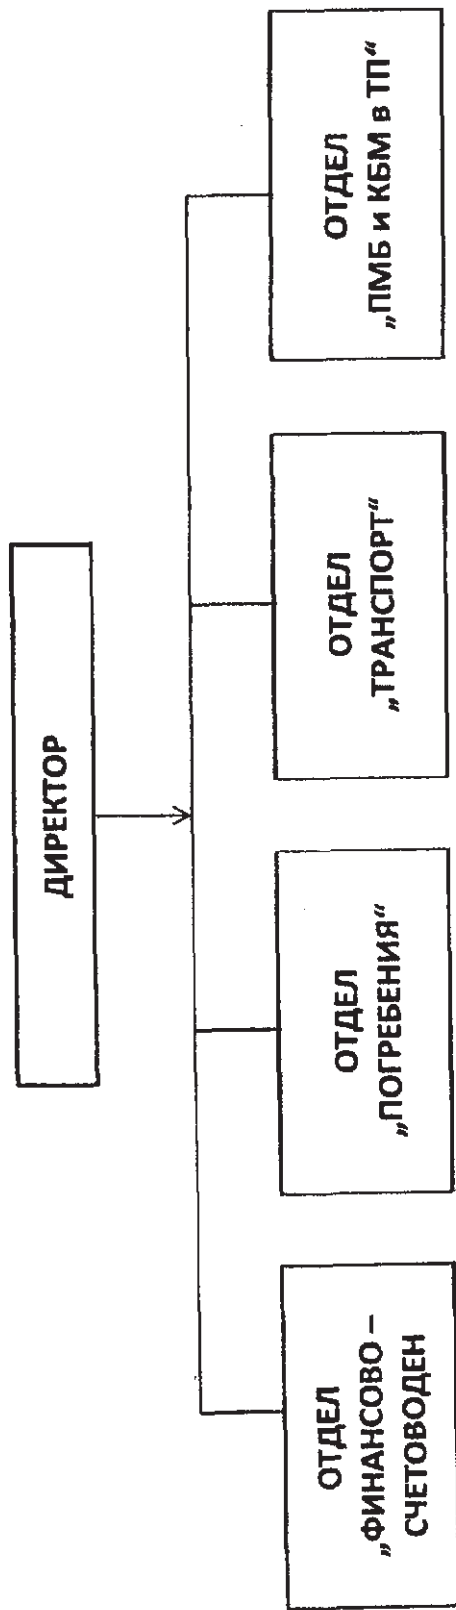 ДИРЕКТОР
ОТДЕЛ
„ФИНАНСОВО –
СЧЕТОВОДЕН
ОТДЕЛ
„ПОГРЕБЕНИЯ“
ОТДЕЛ
„ТРАНСПОРТ“
ОТДЕЛ
„ПМБ и КБМ в ТП“